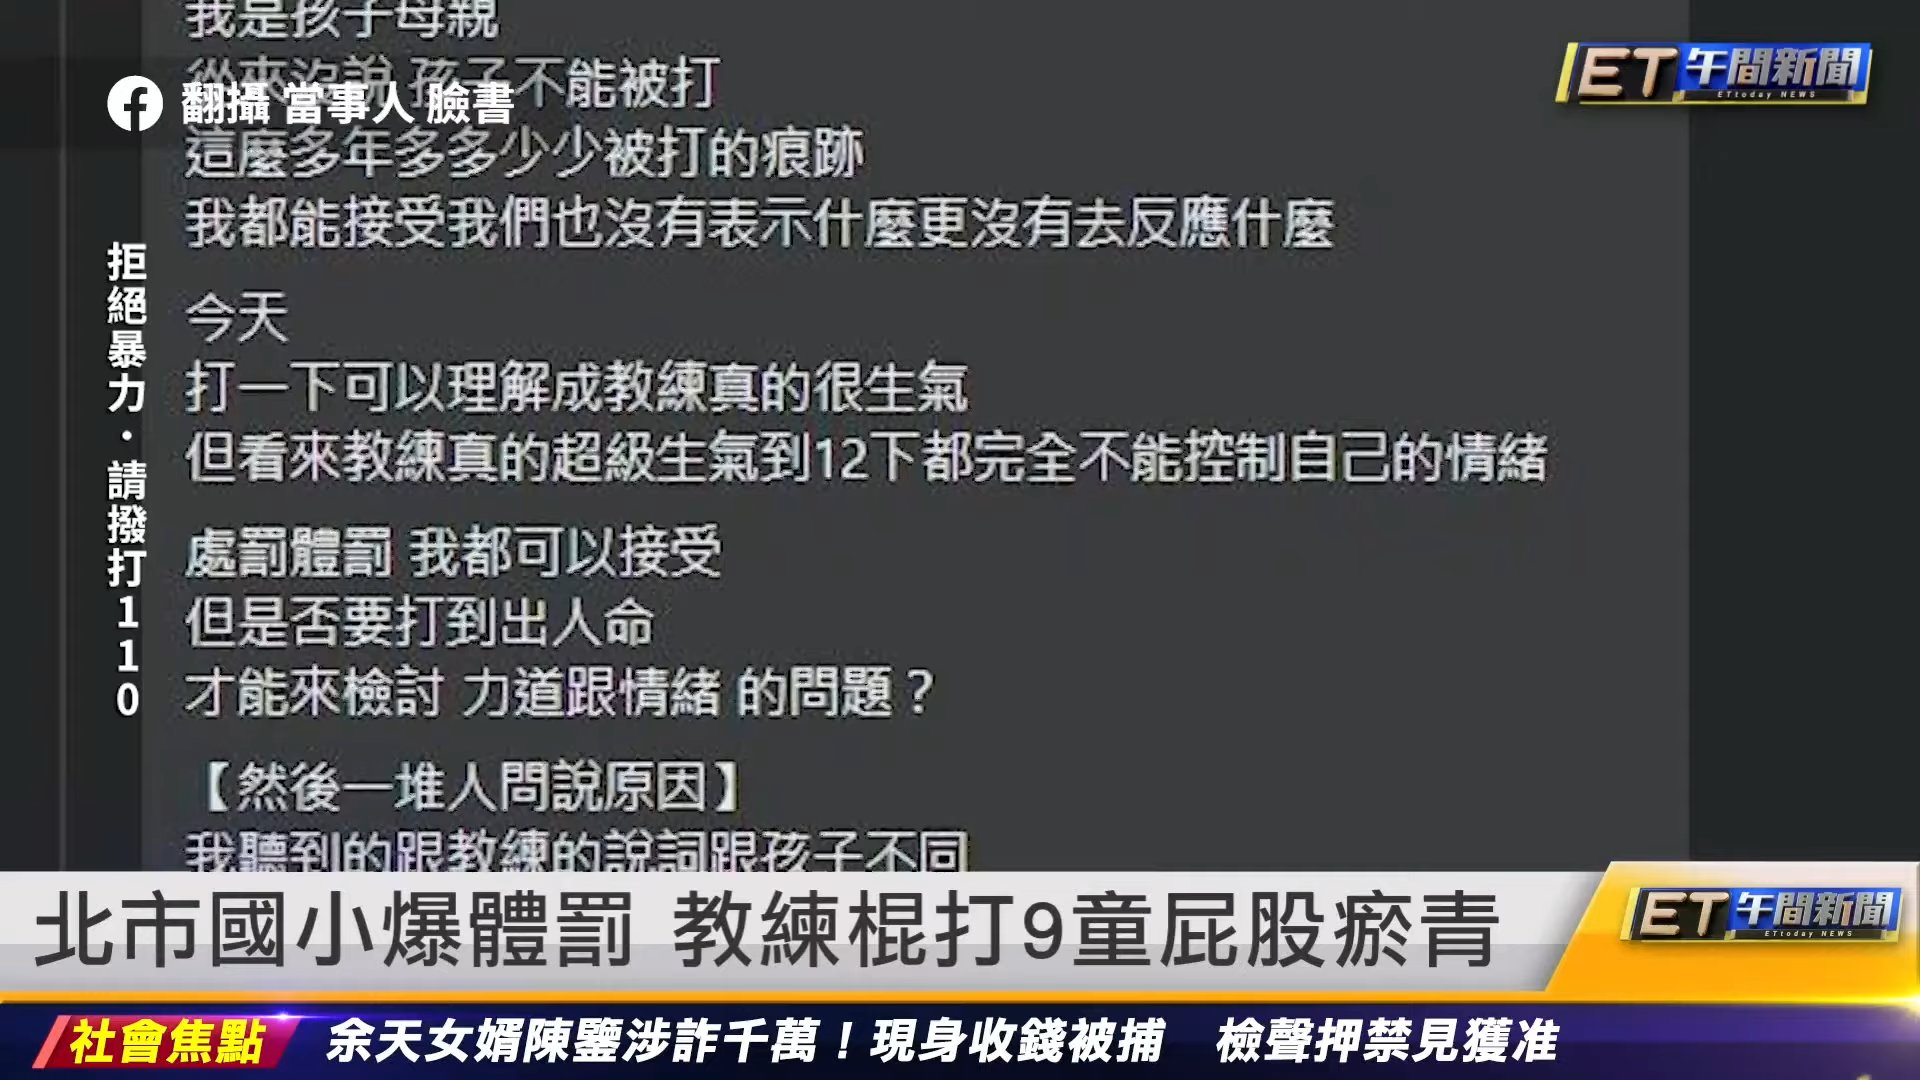 我是孩子母親
從來沒說 孩子不能被打
翻攝 當事人 臉書
這麼多年多多少少被打的痕跡
我都能接受我們也沒有表示什麼更沒有去反應什麼
今天
打一下可以理解成教練真的很生氣
但看來教練真的超級生氣到12下都完全不能控制自己的情緒
處罰體罰 我都可以接受
但是否要打到出人命
才能來檢討 力道跟情緒 的問題？
【然後一堆人問說原因】
我聽到的跟教練的說詞跟孩子不同
拒絕暴力·請撥打110
ET午間新聞
ETtoday NEWS
北市國小爆體罰 教練棍打9童屁股瘀青
ET午間新聞
ETtoday NEWS
社會焦點
余天女婿陳鑒涉詐千萬！現身收錢被捕 檢聲押禁見獲准